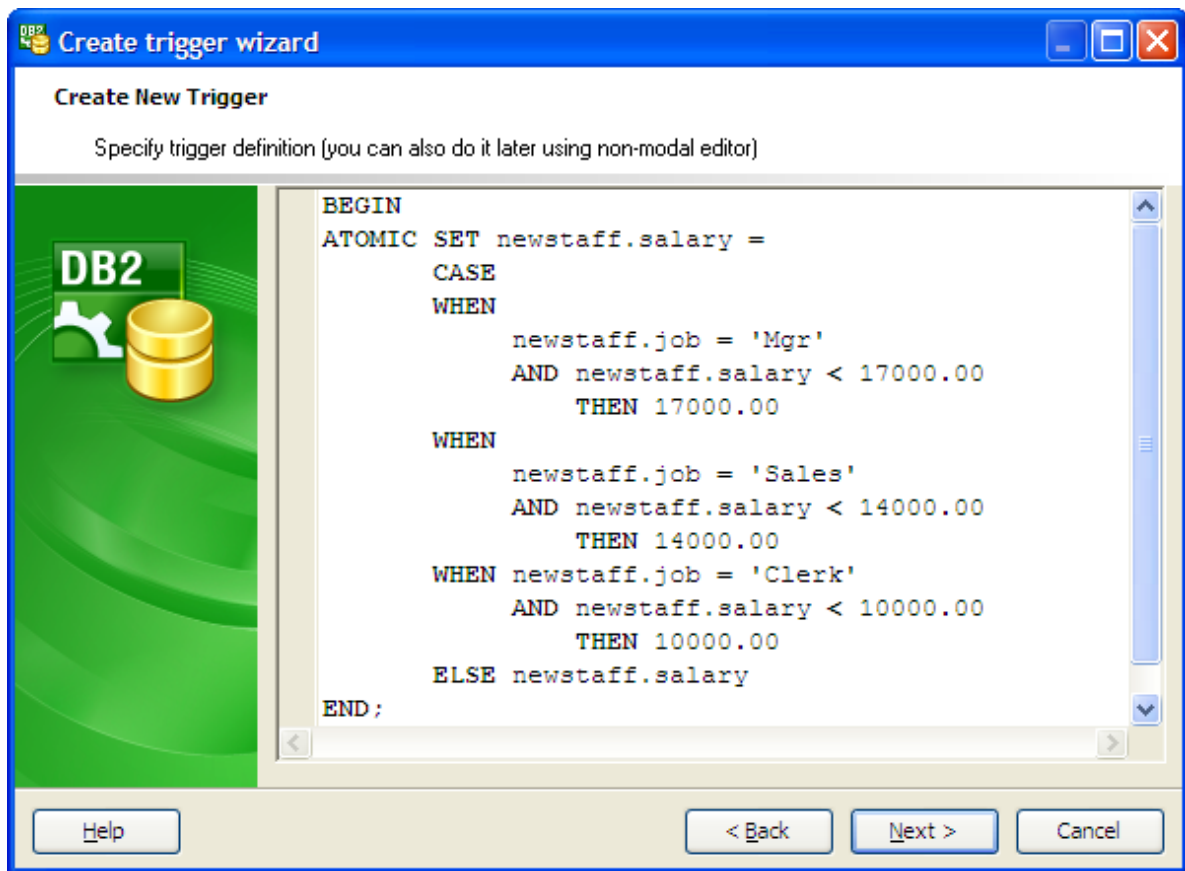 DB2
Create trigger wizard
Create New Trigger
Specify trigger definition (you can also do it later using non-modal editor)
DB2
BEGIN
ATOMIC SET newstaff.salary =
CASE
WHEN
newstaff.job = 'Mgr'
AND newstaff.salary < 17000.00
THEN 17000.00
WHEN
newstaff.job = 'Sales'
AND newstaff.salary < 14000.00
THEN 14000.00
WHEN newstaff.job = 'Clerk'
AND newstaff.salary < 10000.00
THEN 10000.00
ELSE newstaff.salary
END;
Help
< Back
Next >
Cancel